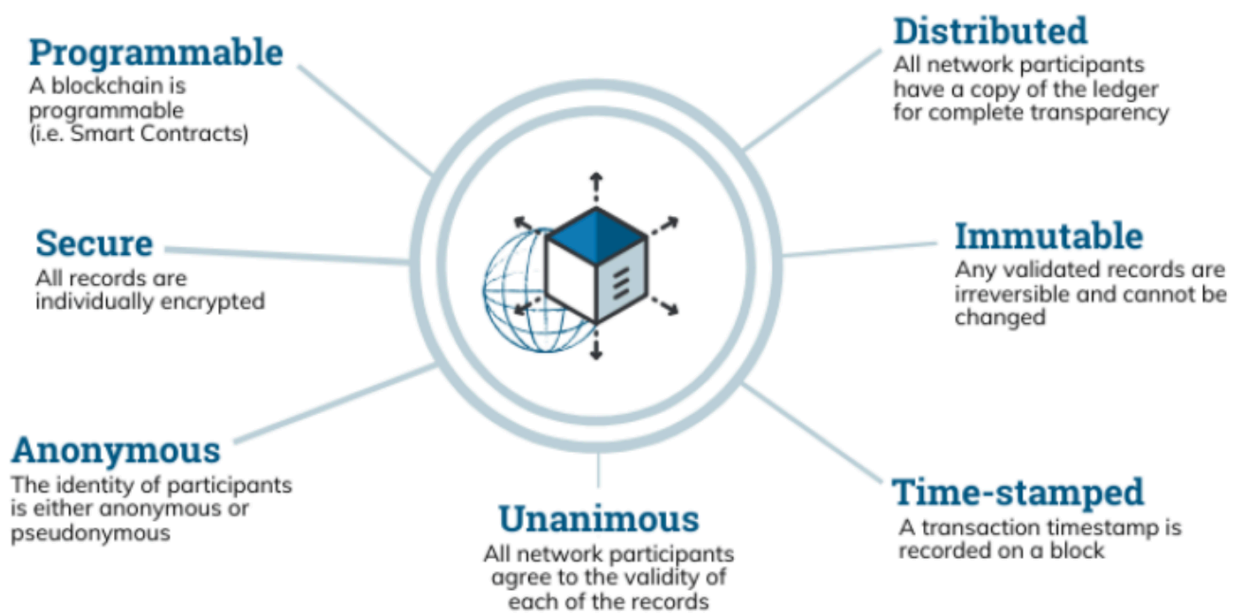 Programmable
A blockchain is
programmable
(i.e. Smart Contracts)
Secure
All records are
individually encrypted
Anonymous
The identity of participants
is either anonymous or
pseudonymous
Unanimous
All network participants
agree to the validity of
each of the records
Distributed
All network participants
have a copy of the ledger
for complete transparency
Immutable
Any validated records are
irreversible and cannot be
changed
Time-stamped
A transaction timestamp is
recorded on a block